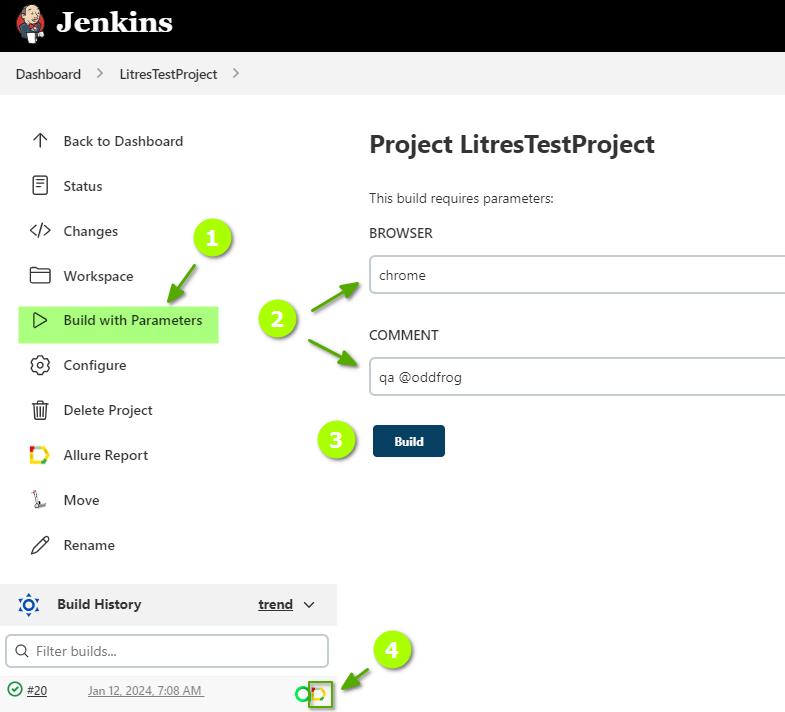 Jenkins
Dashboard
LitresTestProject
Back to Dashboard
Status
Changes
1
Workspace
Build with Parameters
Configure
Delete Project
Allure Report
Move
Rename
Project LitresTestProject
This build requires parameters:
BROWSER
chrome
2
COMMENT
qa @oddfrog
3
Build
Build History
trend
Filter builds...
4
#20
Jan 12, 2024, 7:08 AM